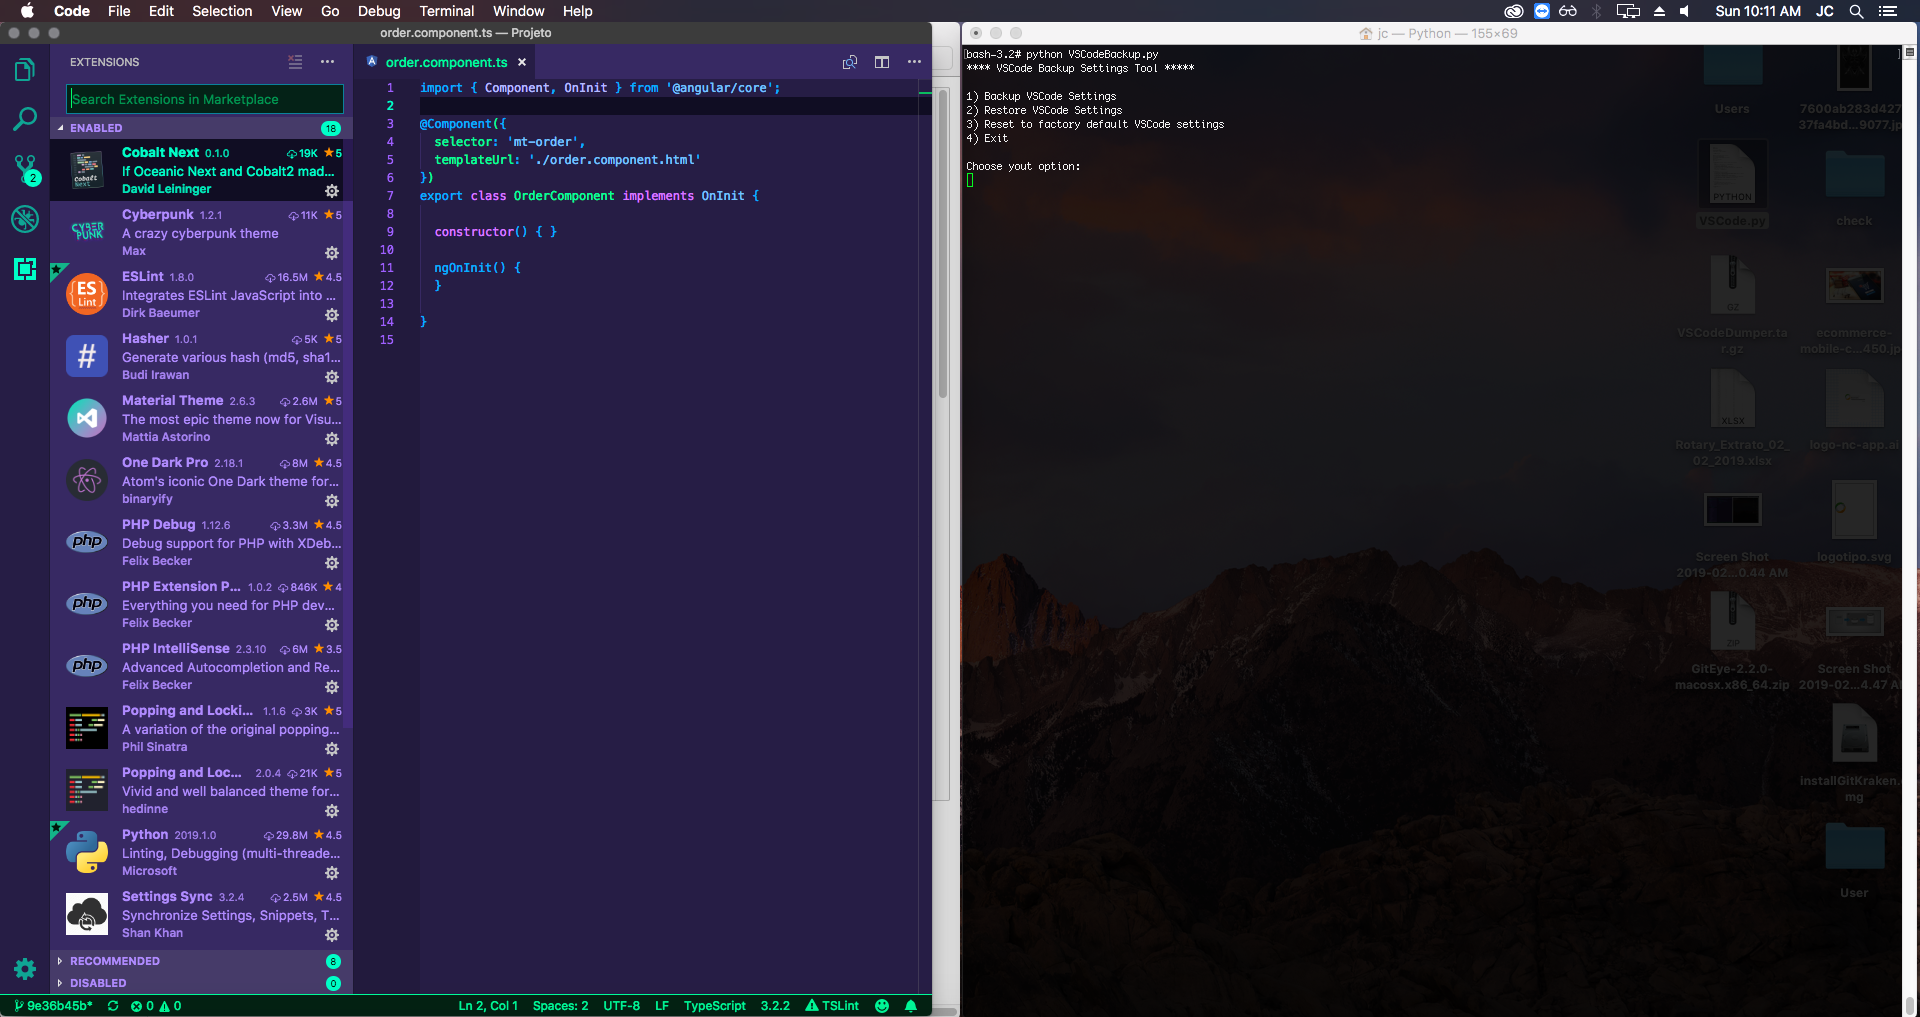 Code File Edit Selection View Go Debug Terminal Window Help
Sun 10:11 AM JC
order.component.ts — Projeto
EXTENSIONS
Search Extensions in Marketplace
ENABLED 18
Cobalt Next 0.1.0 19K 5
If Oceanic Next and Cobalt2 mad...
David Leininger
Cobalt
Next
Cyberpunk 1.2.1 11K 5
A crazy cyberpunk theme
Max
CYBER
PUNK
ESLint 1.8.0 16.5M 4.5
Integrates ESLint JavaScript into ...
Dirk Baeumer
{ES}
Lint
Hasher 1.0.1 5K 5
Generate various hash (md5, sha1...
Budi Irawan
#
Material Theme 2.6.3 2.6M 5
The most epic theme now for Visu...
Mattia Astorino
One Dark Pro 2.18.1 8M 4.5
Atom's iconic One Dark theme for...
binaryify
PHP Debug 1.12.6 3.3M 4.5
Debug support for PHP with XDeb...
Felix Becker
php
PHP Extension P... 1.0.2 846K 4
Everything you need for PHP dev...
Felix Becker
php
PHP IntelliSense 2.3.10 6M 3.5
Advanced Autocompletion and Re...
Felix Becker
php
Popping and Locki... 1.1.6 3K 5
A variation of the original popping...
Phil Sinatra
Popping and Loc... 2.0.4 21K 5
Vivid and well balanced theme for...
hedinne
Python 2019.1.0 29.8M 4.5
Linting, Debugging (multi-threade...
Microsoft
Settings Sync 3.2.4 2.5M 4.5
Synchronize Settings, Snippets, T...
Shan Khan
RECOMMENDED 8
DISABLED 0
2
order.component.ts ×
1 import { Component, OnInit } from '@angular/core';
2
3 @Component({
4 selector: 'mt-order',
5 templateUrl: './order.component.html'
6 })
7 export class OrderComponent implements OnInit {
8
9 constructor() { }
10
11 ngOnInit() {
12 }
13
14 }
15
9e36b45b* 0 0 Ln 2, Col 1 Spaces: 2 UTF-8 LF TypeScript 3.2.2 TSLint
jc — Python — 155×69
bash-3.2# python VSCodeBackup.py
**** VSCode Backup Settings Tool *****
1) Backup VSCode Settings
2) Restore VSCode Settings
3) Reset to factory default VSCode settings
4) Exit
Choose yout option:
Users
7600ab283d427
37fa4bd...9077.jp
PYTHON
VSCode.py
check
GZ
VSCodeDumper.ta
r.gz
ecommerce-
mobile-c...450.jp
XLSX
Rotary_Extrato_02_
02_2019.xlsx
logo-nc-app.ai
Screen Shot
2019-02...0.44 AM
logotipo.svg
ZIP
GitEye-2.2.0-
macosx.x86_64.zip
Screen Shot
2019-02...4.47 A
installGitKraken.
mg
User